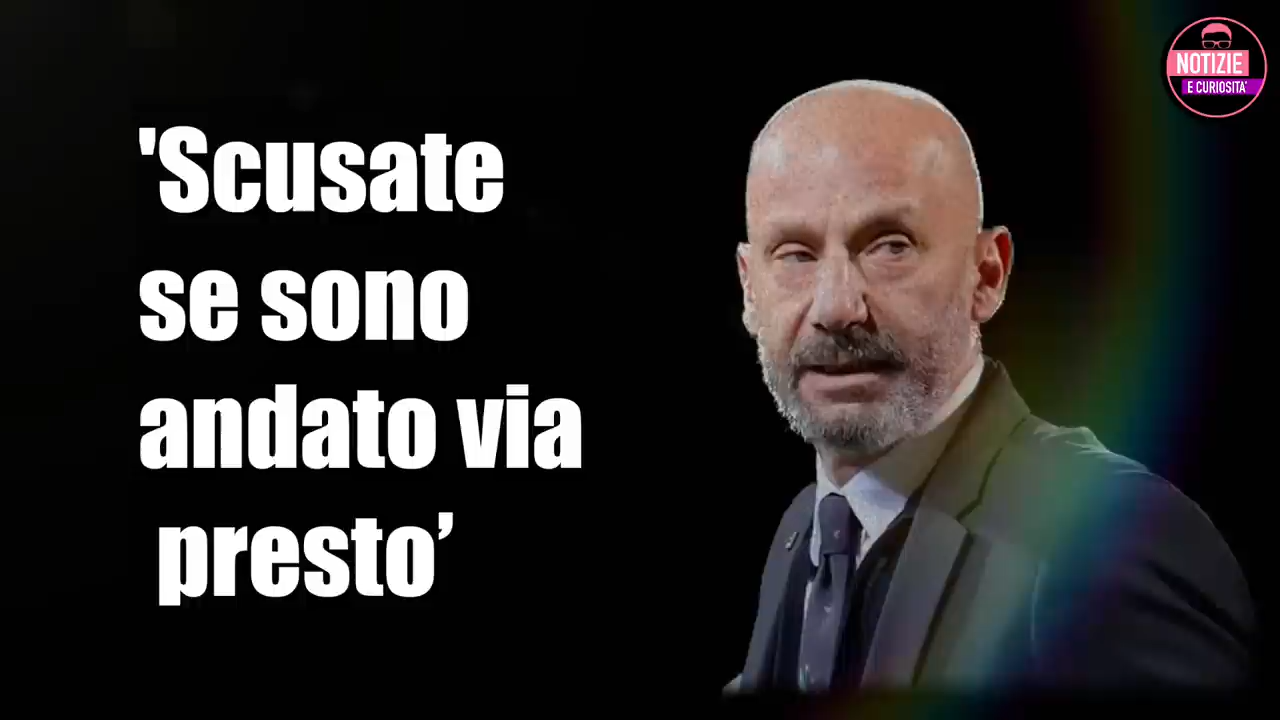 'Scusate
se sono
andato via
presto’
NOTIZIE
E CURIOSITA'